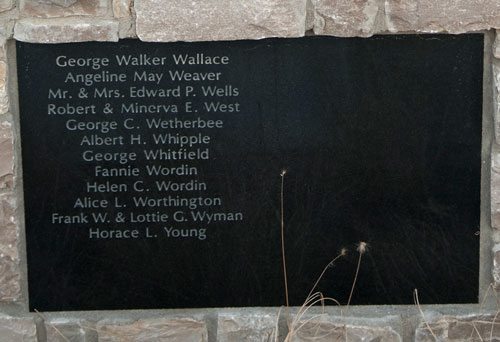 George Walker Wallace
Angeline May Weaver
Mr. & Mrs. Edward P. Wells
Robert & Minerva E. West
George C. Wetherbee
Albert H. Whipple
George Whitfield
Fannie Wordin
Helen C. Wordin
Alice L. Worthington
Frank W. & Lottie G. Wyman
Horace L. Young